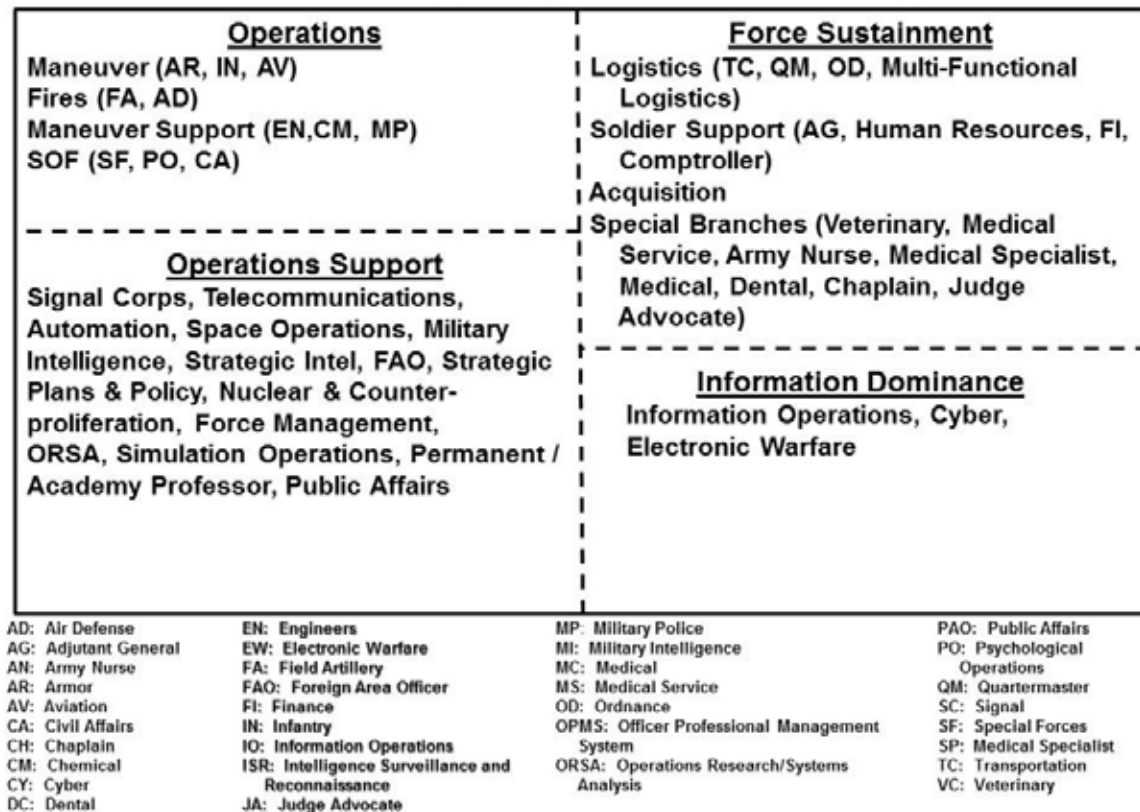 Operations
Maneuver (AR, IN, AV)
Fires (FA, AD)
Maneuver Support (EN,CM, MP)
SOF (SF, PO, CA)
Operations Support
Signal Corps, Telecommunications,
Automation, Space Operations, Military
Intelligence, Strategic Intel, FAO, Strategic
Plans & Policy, Nuclear & Counter-
proliferation, Force Management,
ORSA, Simulation Operations, Permanent /
Academy Professor, Public Affairs
Force Sustainment
Logistics (TC, QM, OD, Multi-Functional
Logistics)
Soldier Support (AG, Human Resources, FI,
Comptroller)
Acquisition
Special Branches (Veterinary, Medical
Service, Army Nurse, Medical Specialist,
Medical, Dental, Chaplain, Judge
Advocate)
Information Dominance
Information Operations, Cyber,
Electronic Warfare
AD: Air Defense
AG: Adjutant General
AN: Army Nurse
AR: Armor
AV: Aviation
CA: Civil Affairs
CH: Chaplain
CM: Chemical
CY: Cyber
DC: Dental
EN: Engineers
EW: Electronic Warfare
FA: Field Artillery
FAO: Foreign Area Officer
FI: Finance
IN: Infantry
IO: Information Operations
ISR: Intelligence Surveillance and
Reconnaissance
JA: Judge Advocate
MP: Military Police
MI: Military Intelligence
MC: Medical
MS: Medical Service
OD: Ordnance
OPMS: Officer Professional Management
System
ORSA: Operations Research/Systems
Analysis
PAO: Public Affairs
PO: Psychological
Operations
QM: Quartermaster
SC: Signal
SF: Special Forces
SP: Medical Specialist
TC: Transportation
VC: Veterinary